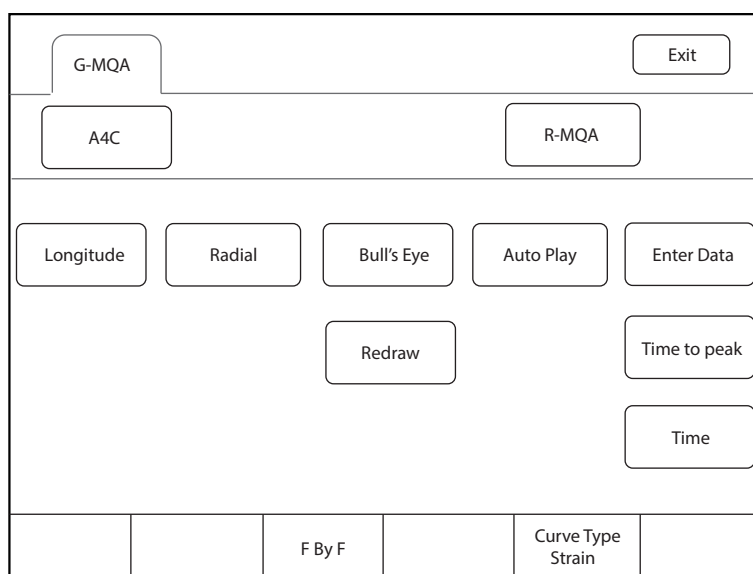 G-MQA
Exit
A4C
R-MQA
Longitude
Radial
Bull's Eye
Auto Play
Enter Data
Redraw
Time to peak
Time
F By F
Curve Type
Strain